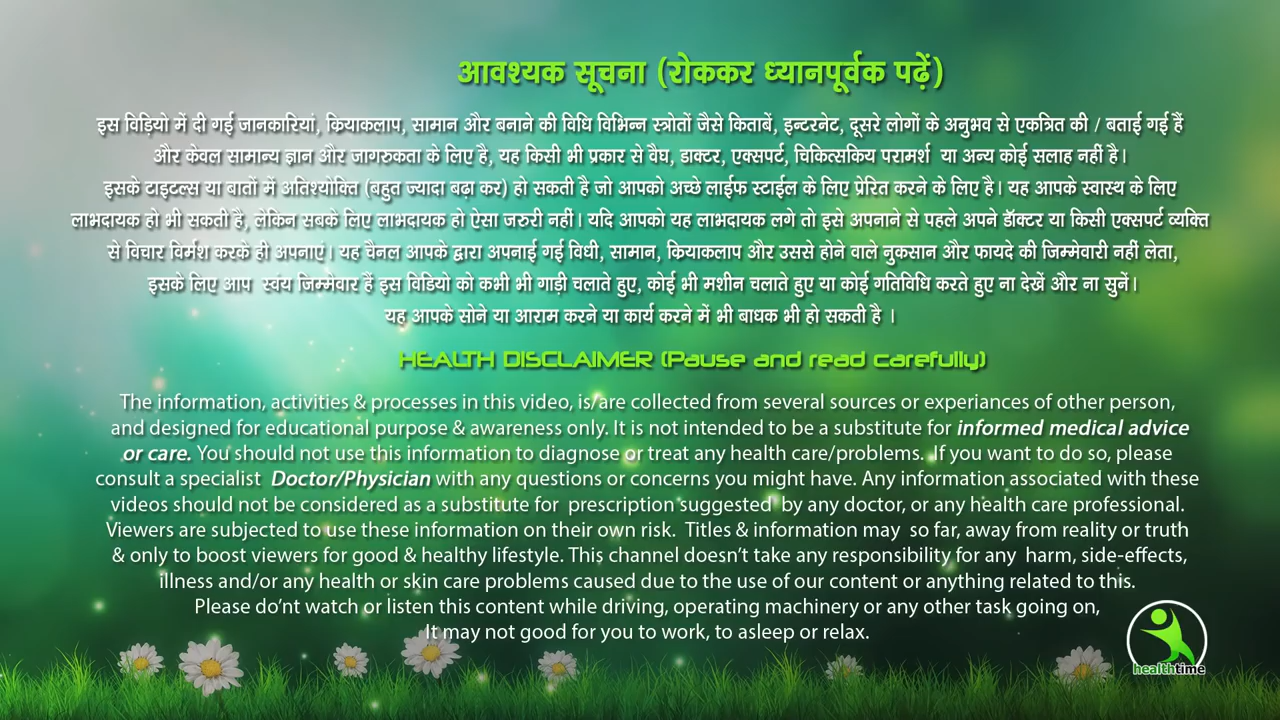 आवश्यक सूचना (रोककर ध्यानपूर्वक पढ़ें)
इस विड़ियो में दी गई जानकारियां, क्रियाकलाप, सामान और बनाने की विधि विभिन्न स्त्रोतों जैसे किताबें, इन्टरनेट, दूसरे लोगों के अनुभव से एकत्रित की / बताई गई हैं
और केवल सामान्य ज्ञान और जागरुकता के लिए है, यह किसी भी प्रकार से वैघ, डाक्टर, एक्सपर्ट, चिकित्सकिय परामर्श या अन्य कोई सलाह नहीं है।
इसके टाइटल्स या बातों में अतिश्योक्ति (बहुत ज्यादा बढ़ा कर) हो सकती है जो आपको अच्छे लाईफ स्टाईल के लिए प्रेरित करने के लिए है। यह आपके स्वास्थ के लिए
लाभदायक हो भी सकती है, लेकिन सबके लिए लाभदायक हो ऐसा जरुरी नहीं। यदि आपको यह लाभदायक लगे तो इसे अपनाने से पहले अपने डॉक्टर या किसी एक्सपर्ट व्यक्ति
से विचार विर्मश करके ही अपनाएं। यह चैनल आपके द्वारा अपनाई गई विधी, सामान, क्रियाकलाप और उससे होने वाले नुकसान और फायदे की जिम्मेवारी नहीं लेता,
इसके लिए आप स्वंय जिम्मेवार हैं इस विडियो को कभी भी गाड़ी चलाते हुए, कोई भी मशीन चलाते हुए या कोई गतिविधि करते हुए ना देखें और ना सुनें।
यह आपके सोने या आराम करने या कार्य करने में भी बाधक भी हो सकती है ।
HEALTH DISCLAIMER (Pause and read carefully)
The information, activities & processes in this video, is/are collected from several sources or experiances of other person,
and designed for educational purpose & awareness only. It is not intended to be a substitute for informed medical advice
or care. You should not use this information to diagnose or treat any health care/problems. If you want to do so, please
consult a specialist Doctor/Physician with any questions or concerns you might have. Any information associated with these
videos should not be considered as a substitute for prescription suggested by any doctor, or any health care professional.
Viewers are subjected to use these information on their own risk. Titles & information may so far, away from reality or truth
& only to boost viewers for good & healthy lifestyle. This channel doesn't take any responsibility for any harm, side-effects,
illness and/or any health or skin care problems caused due to the use of our content or anything related to this.
Please do'nt watch or listen this content while driving, operating machinery or any other task going on,
It may not good for you to work, to asleep or relax.
healthtime